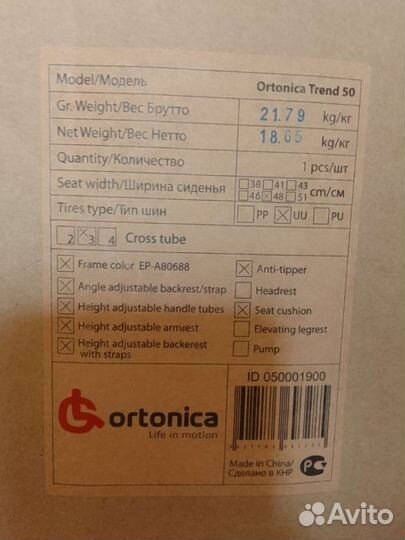 Model/Модель Ortonica Trend 50
Gr. Weight/Вес Брутто 21.79 kg/кг
Net Weight/Вес Нетто 18.65 kg/кг
Quantity/Количество 1 pcs/шт
Seat width/Ширина сиденья 38 41 43 46 48 51 cm/см
Tires type/Тип шин PP UU PU
2 3 4 Cross tube
Frame color EP-A80688
Anti-tipper
Angle adjustable backrest/strap
Headrest
Height adjustable handle tubes
Seat cushion
Height adjustable armrest
Elevating legrest
Height adjustable backerest with straps
Pump
ID 050001900
ortonica
Life in motion
Made in China/
Сделано в КНР
Avito